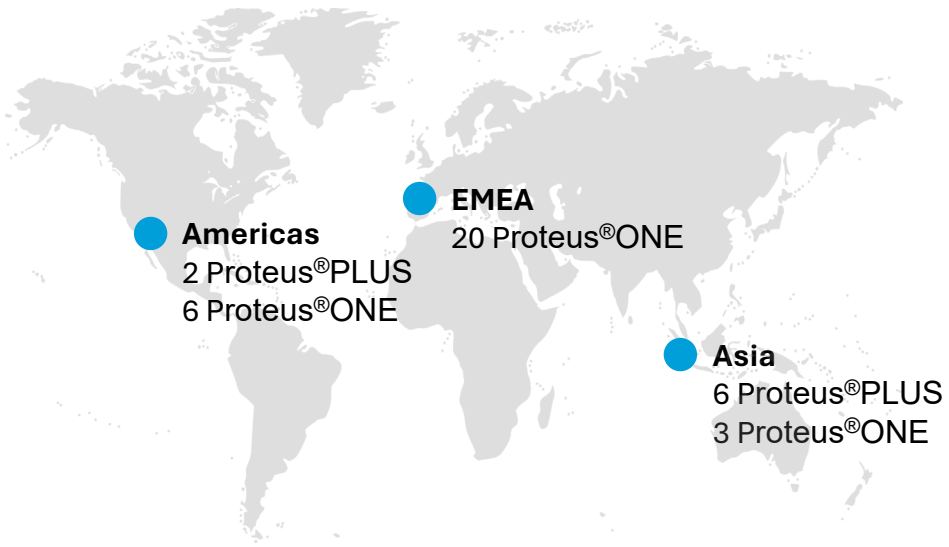 EMEA
20 Proteus®ONE
Americas
2 Proteus®PLUS
6 Proteus®ONE
Asia
6 Proteus®PLUS
3 Proteus®ONE